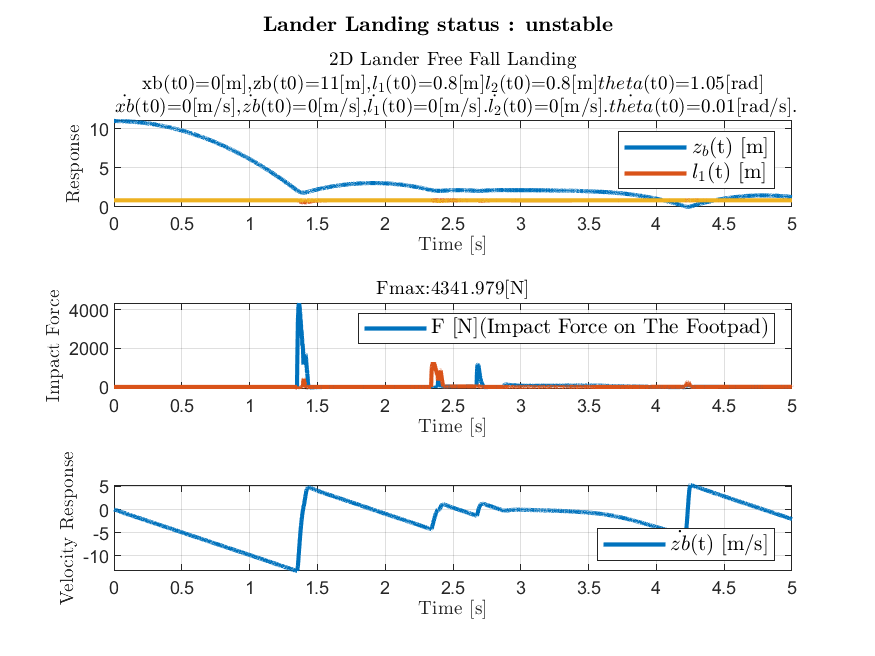 Lander Landing status : unstable
2D Lander Free Fall Landing
xb(t0)=0[m],zb(t0)=11[m],l₁(t0)=0.8[m]l₂(t0)=0.8[m]theta(t0)=1.05[rad]
ẋb(t0)=0[m/s],żb(t0)=0[m/s],l̇₁(t0)=0[m/s].l̇₂(t0)=0[m/s].thėta(t0)=0.01[rad/s].
Response
10
5
0
z_b(t) [m]
l₁(t) [m]
0 0.5 1 1.5 2 2.5 3 3.5 4 4.5 5
Time [s]
Fmax:4341.979[N]
Impact Force
4000
2000
0
F [N](Impact Force on The Footpad)
0 0.5 1 1.5 2 2.5 3 3.5 4 4.5 5
Time [s]
Velocity Response
5
0
-5
-10
żb(t) [m/s]
0 0.5 1 1.5 2 2.5 3 3.5 4 4.5 5
Time [s]